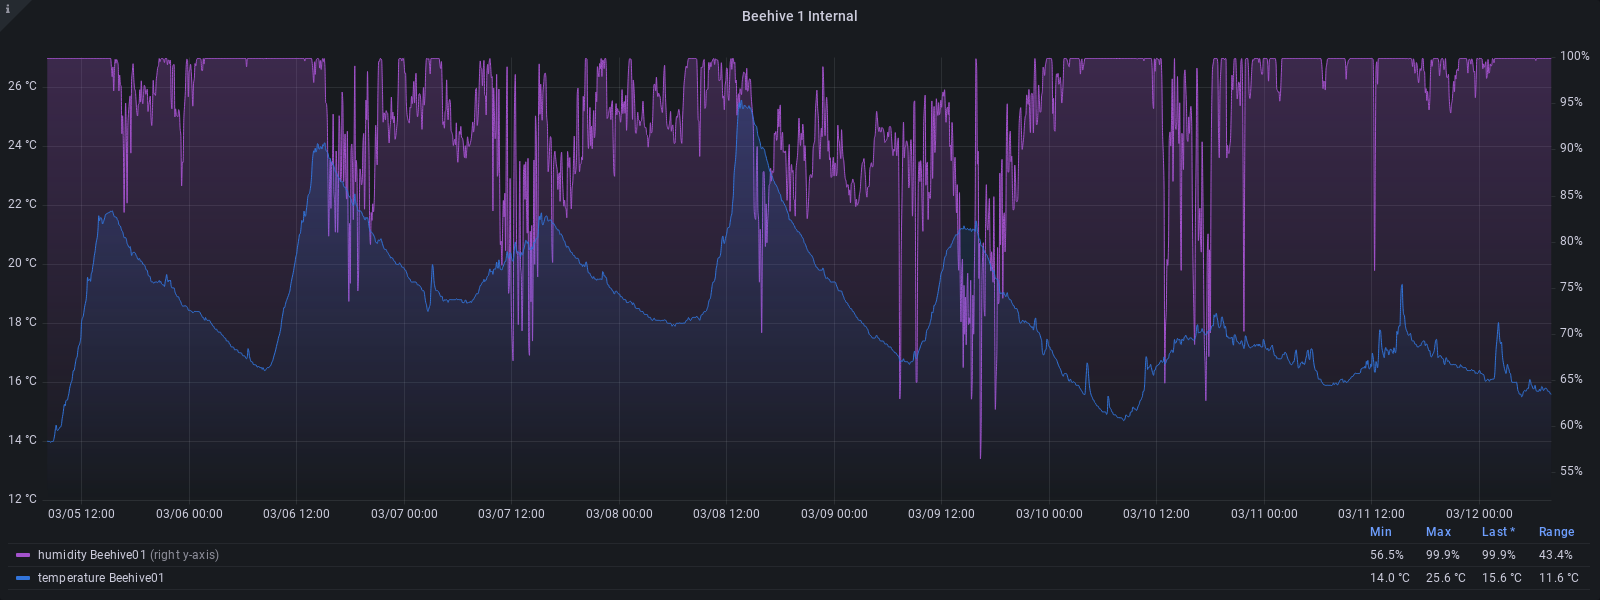 i
Beehive 1 Internal
26 °C
24 °C
22 °C
20 °C
18 °C
16 °C
14 °C
12 °C
100%
95%
90%
85%
80%
75%
70%
65%
60%
55%
03/05 12:00 03/06 00:00 03/06 12:00 03/07 00:00 03/07 12:00 03/08 00:00 03/08 12:00 03/09 00:00 03/09 12:00 03/10 00:00 03/10 12:00 03/11 00:00 03/11 12:00 03/12 00:00
Min Max Last * Range
humidity Beehive01 (right y-axis) 56.5% 99.9% 99.9% 43.4%
temperature Beehive01 14.0 °C 25.6 °C 15.6 °C 11.6 °C